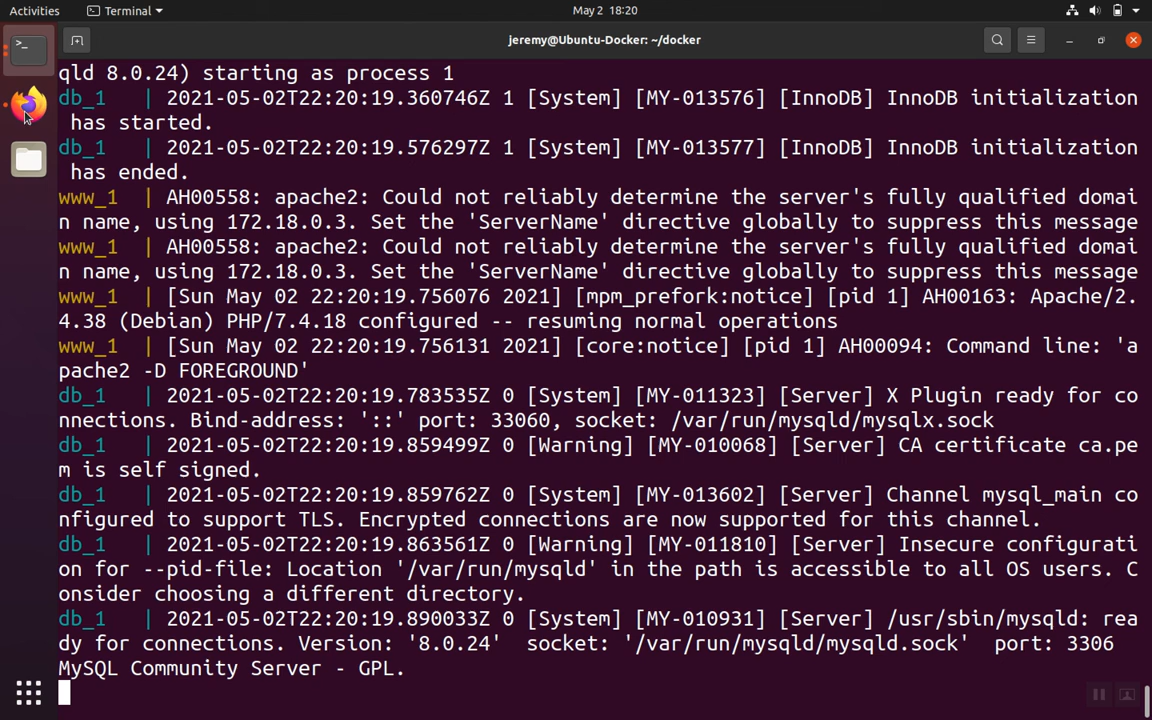 Activities Terminal May 2 18:20
jeremy@Ubuntu-Docker: ~/docker
qld 8.0.24) starting as process 1
db_1   | 2021-05-02T22:20:19.360746Z 1 [System] [MY-013576] [InnoDB] InnoDB initialization
 has started.
db_1   | 2021-05-02T22:20:19.576297Z 1 [System] [MY-013577] [InnoDB] InnoDB initialization
 has ended.
www_1  | AH00558: apache2: Could not reliably determine the server's fully qualified domai
n name, using 172.18.0.3. Set the 'ServerName' directive globally to suppress this message
www_1  | AH00558: apache2: Could not reliably determine the server's fully qualified domai
n name, using 172.18.0.3. Set the 'ServerName' directive globally to suppress this message
www_1  | [Sun May 02 22:20:19.756076 2021] [mpm_prefork:notice] [pid 1] AH00163: Apache/2.
4.38 (Debian) PHP/7.4.18 configured -- resuming normal operations
www_1  | [Sun May 02 22:20:19.756131 2021] [core:notice] [pid 1] AH00094: Command line: 'a
pache2 -D FOREGROUND'
db_1   | 2021-05-02T22:20:19.783535Z 0 [System] [MY-011323] [Server] X Plugin ready for co
nnections. Bind-address: '::' port: 33060, socket: /var/run/mysqld/mysqlx.sock
db_1   | 2021-05-02T22:20:19.859499Z 0 [Warning] [MY-010068] [Server] CA certificate ca.pe
m is self signed.
db_1   | 2021-05-02T22:20:19.859762Z 0 [System] [MY-013602] [Server] Channel mysql_main co
nfigured to support TLS. Encrypted connections are now supported for this channel.
db_1   | 2021-05-02T22:20:19.863561Z 0 [Warning] [MY-011810] [Server] Insecure configurati
on for --pid-file: Location '/var/run/mysqld' in the path is accessible to all OS users. C
onsider choosing a different directory.
db_1   | 2021-05-02T22:20:19.890033Z 0 [System] [MY-010931] [Server] /usr/sbin/mysqld: rea
dy for connections. Version: '8.0.24'  socket: '/var/run/mysqld/mysqld.sock'  port: 3306
MySQL Community Server - GPL.